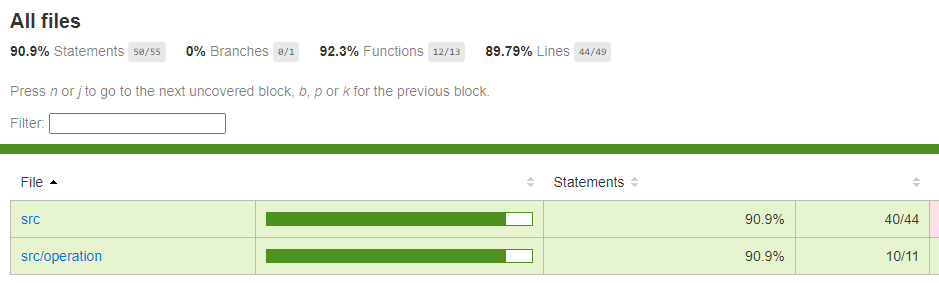 All files
90.9% Statements 50/55 0% Branches 0/1 92.3% Functions 12/13 89.79% Lines 44/49
Press n or j to go to the next uncovered block, b, p or k for the previous block.
Filter:
File Statements
src 90.9% 40/44
src/operation 90.9% 10/11